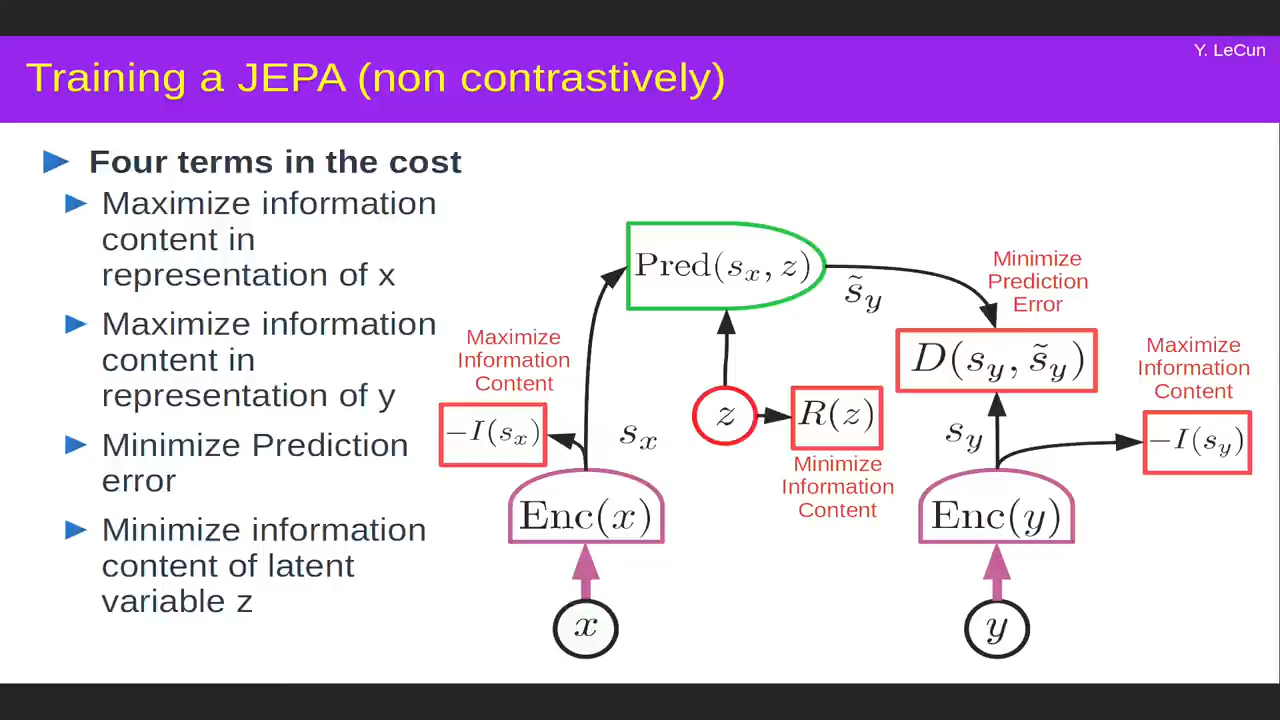 Y. LeCun
Training a JEPA (non contrastively)
Four terms in the cost
Maximize information
content in
representation of x
Maximize information
content in
representation of y
Minimize Prediction
error
Minimize information
content of latent
variable z
Pred(s_x, z)
s̃_y
Minimize
Prediction
Error
D(s_y, s̃_y)
Maximize
Information
Content
−I(s_x)
s_x
z
R(z)
Minimize
Information
Content
s_y
Maximize
Information
Content
−I(s_y)
Enc(x)
Enc(y)
x
y